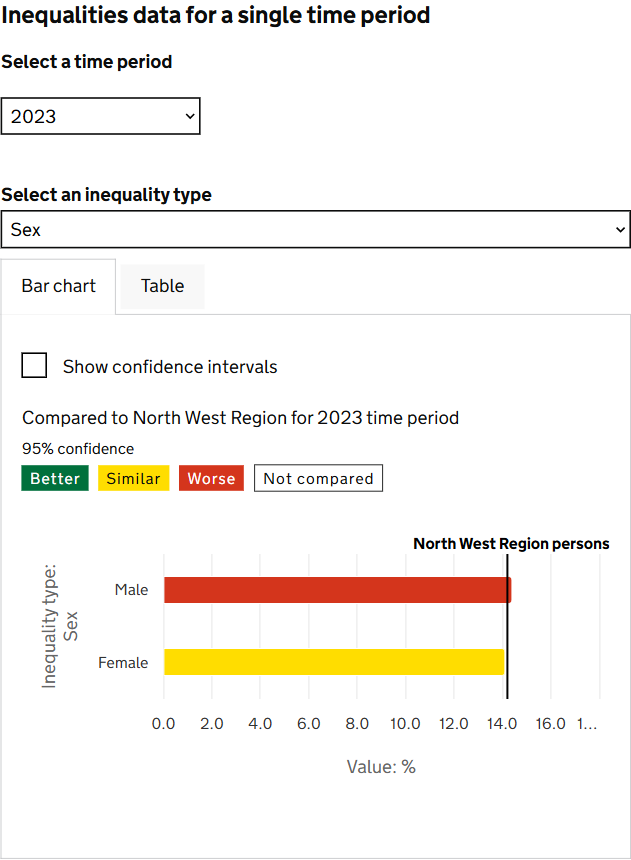 Inequalities data for a single time period
Select a time period
2023
Select an inequality type
Sex
Bar chart
Table
Show confidence intervals
Compared to North West Region for 2023 time period
95% confidence
Better Similar Worse Not compared
North West Region persons
Inequality type:
Sex
Male
Female
0.0 2.0 4.0 6.0 8.0 10.0 12.0 14.0 16.0 1...
Value: %